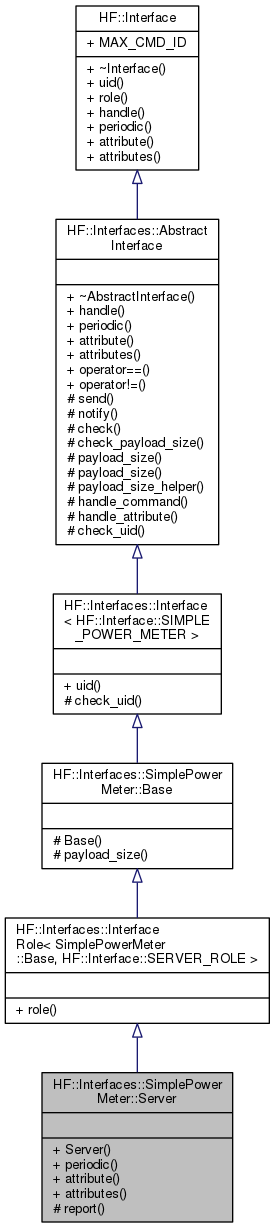 HF::Interface
+ MAX_CMD_ID
+ ~Interface()
+ uid()
+ role()
+ handle()
+ periodic()
+ attribute()
+ attributes()
HF::Interfaces::Abstract
Interface
+ ~AbstractInterface()
+ handle()
+ periodic()
+ attribute()
+ attributes()
+ operator==()
+ operator!=()
# send()
# notify()
# check()
# check_payload_size()
# payload_size()
# payload_size()
# payload_size_helper()
# handle_command()
# handle_attribute()
# check_uid()
HF::Interfaces::Interface
< HF::Interface::SIMPLE
_POWER_METER >
+ uid()
# check_uid()
HF::Interfaces::SimplePower
Meter::Base
# Base()
# payload_size()
HF::Interfaces::Interface
Role< SimplePowerMeter
::Base, HF::Interface::SERVER_ROLE >
+ role()
HF::Interfaces::SimplePower
Meter::Server
+ Server()
+ periodic()
+ attribute()
+ attributes()
# report()